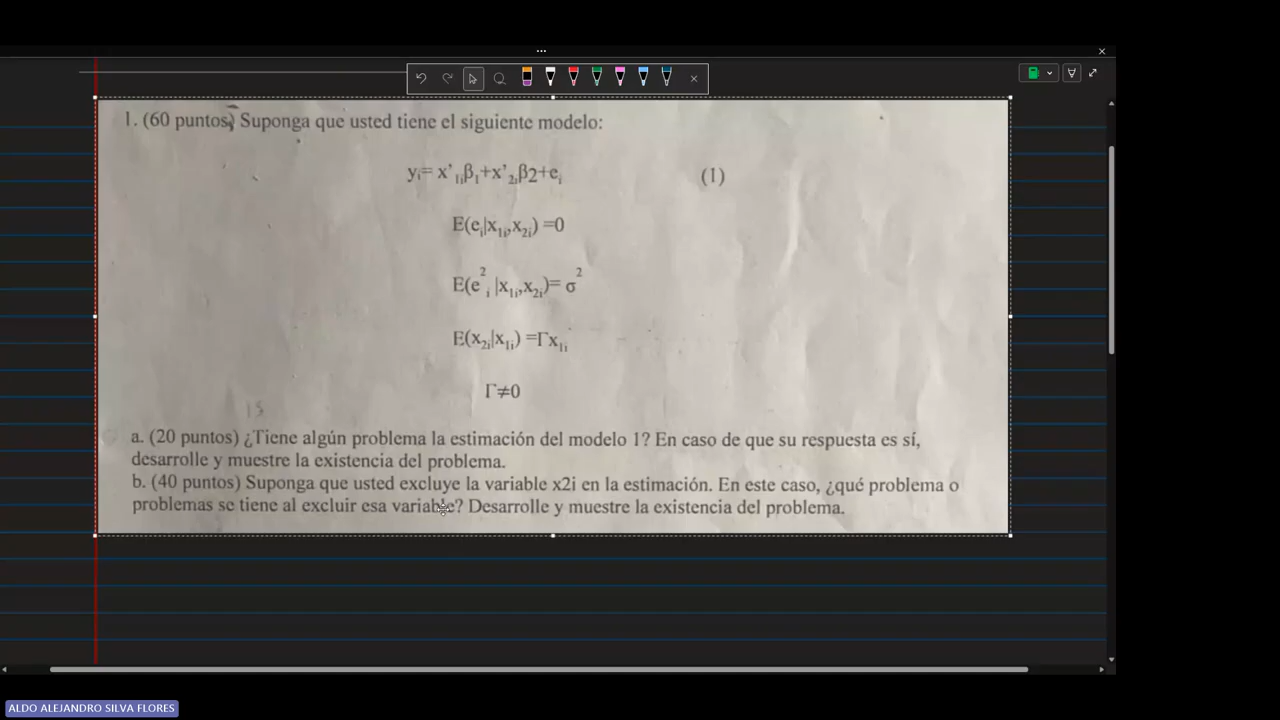 1. (60 puntos) Suponga que usted tiene el siguiente modelo:
yᵢ= x'₁ᵢβ₁+x'₂ᵢβ2+eᵢ (1)
E(eᵢ|x₁ᵢ,x₂ᵢ) =0
E(e²ᵢ |x₁ᵢ,x₂ᵢ)= σ²
E(x₂ᵢ|x₁ᵢ) =Γx₁ᵢ
Γ≠0
a. (20 puntos) ¿Tiene algún problema la estimación del modelo 1? En caso de que su respuesta es sí,
desarrolle y muestre la existencia del problema.
b. (40 puntos) Suponga que usted excluye la variable x2i en la estimación. En este caso, ¿qué problema o
problemas se tiene al excluir esa variable? Desarrolle y muestre la existencia del problema.
ALDO ALEJANDRO SILVA FLORES